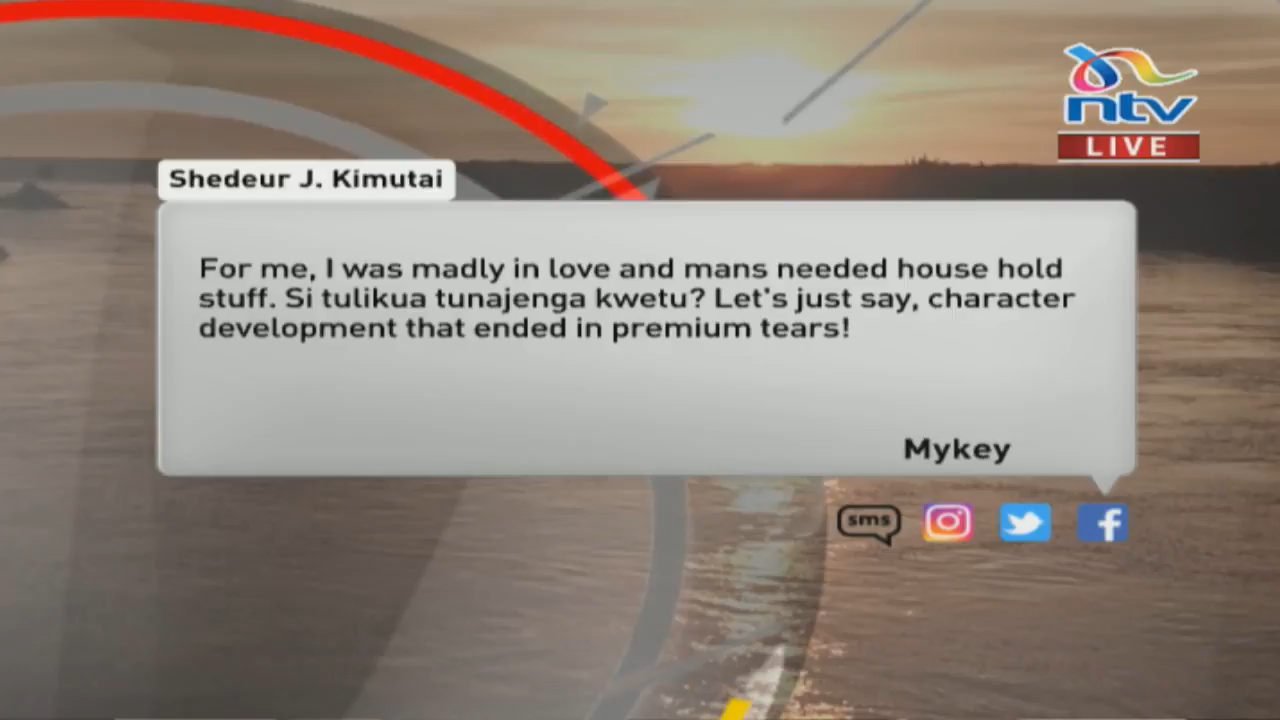 ntv
LIVE
Shedeur J. Kimutai
For me, I was madly in love and mans needed house hold
stuff. Si tulikua tunajenga kwetu? Let's just say, character
development that ended in premium tears!
Mykey
sms